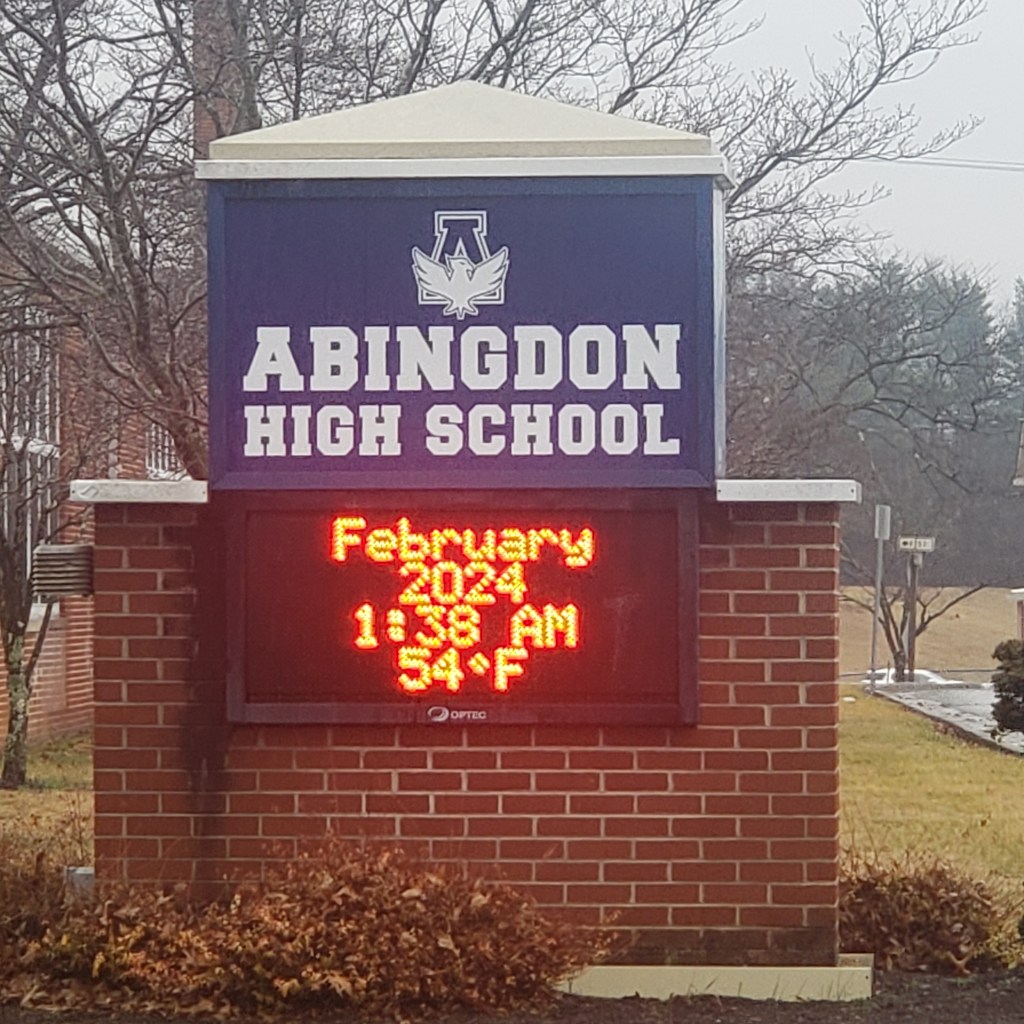 A
ABINGDON
HIGH SCHOOL
February
2024
1:38 AM
54°F
OPTEC